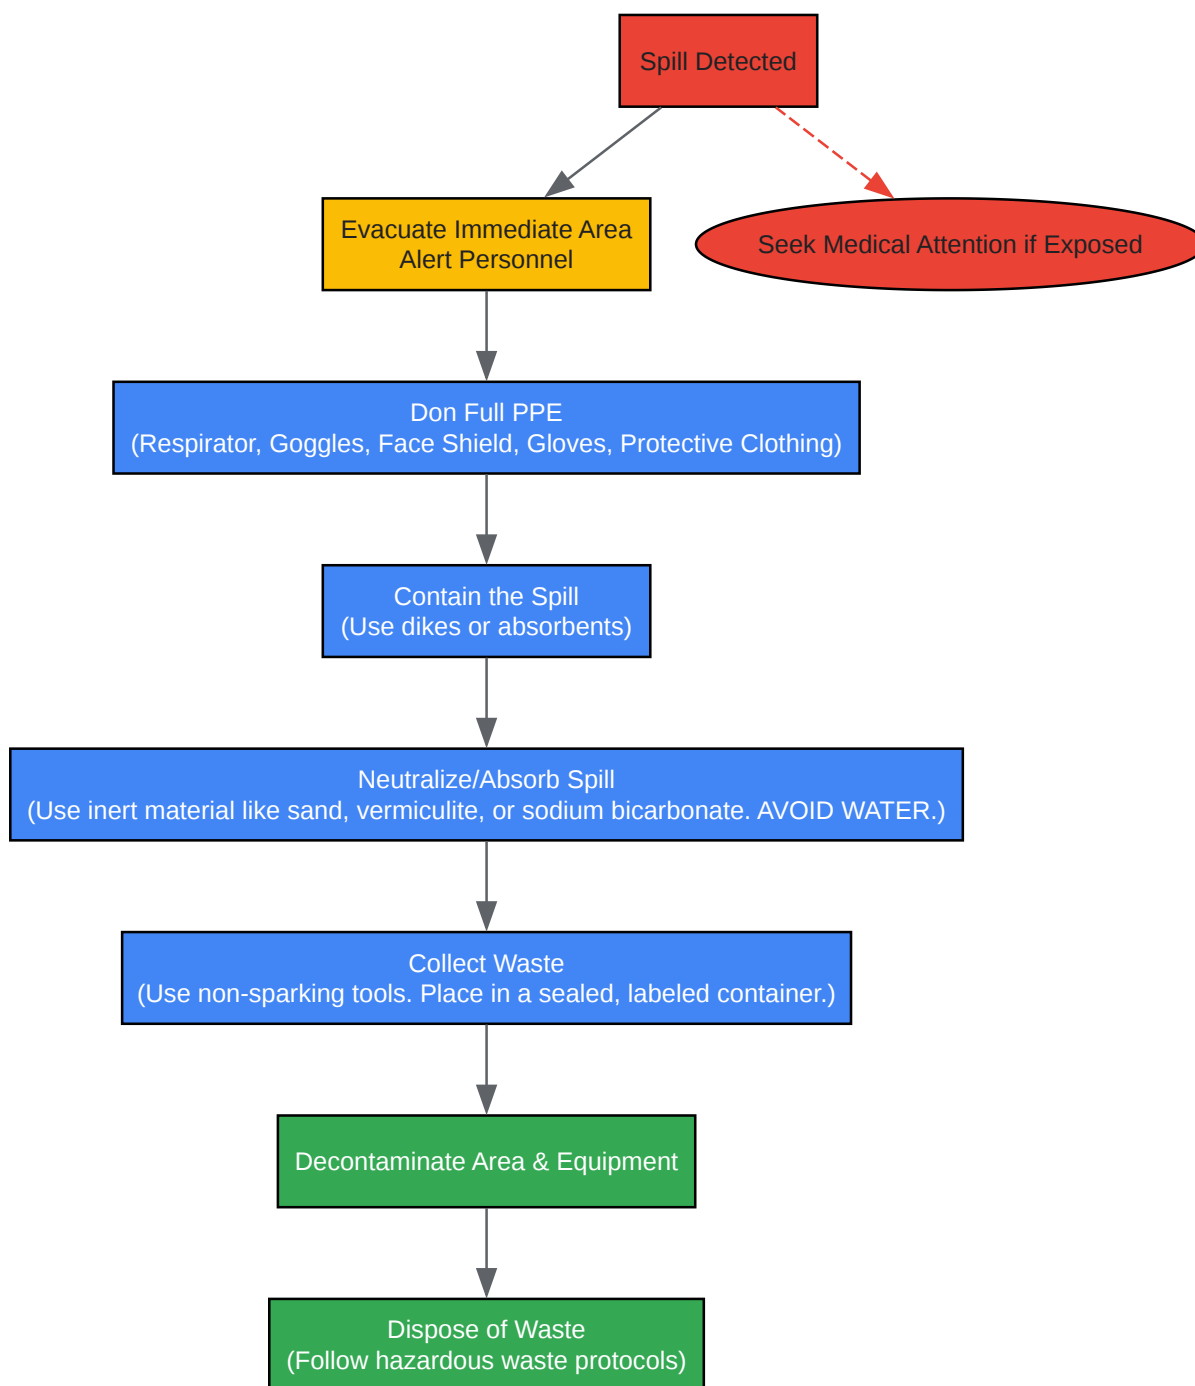 Spill Detected
Evacuate Immediate Area
Alert Personnel
Seek Medical Attention if Exposed
Don Full PPE
(Respirator, Goggles, Face Shield, Gloves, Protective Clothing)
Contain the Spill
(Use dikes or absorbents)
Neutralize/Absorb Spill
(Use inert material like sand, vermiculite, or sodium bicarbonate. AVOID WATER.)
Collect Waste
(Use non-sparking tools. Place in a sealed, labeled container.)
Decontaminate Area & Equipment
Dispose of Waste
(Follow hazardous waste protocols)